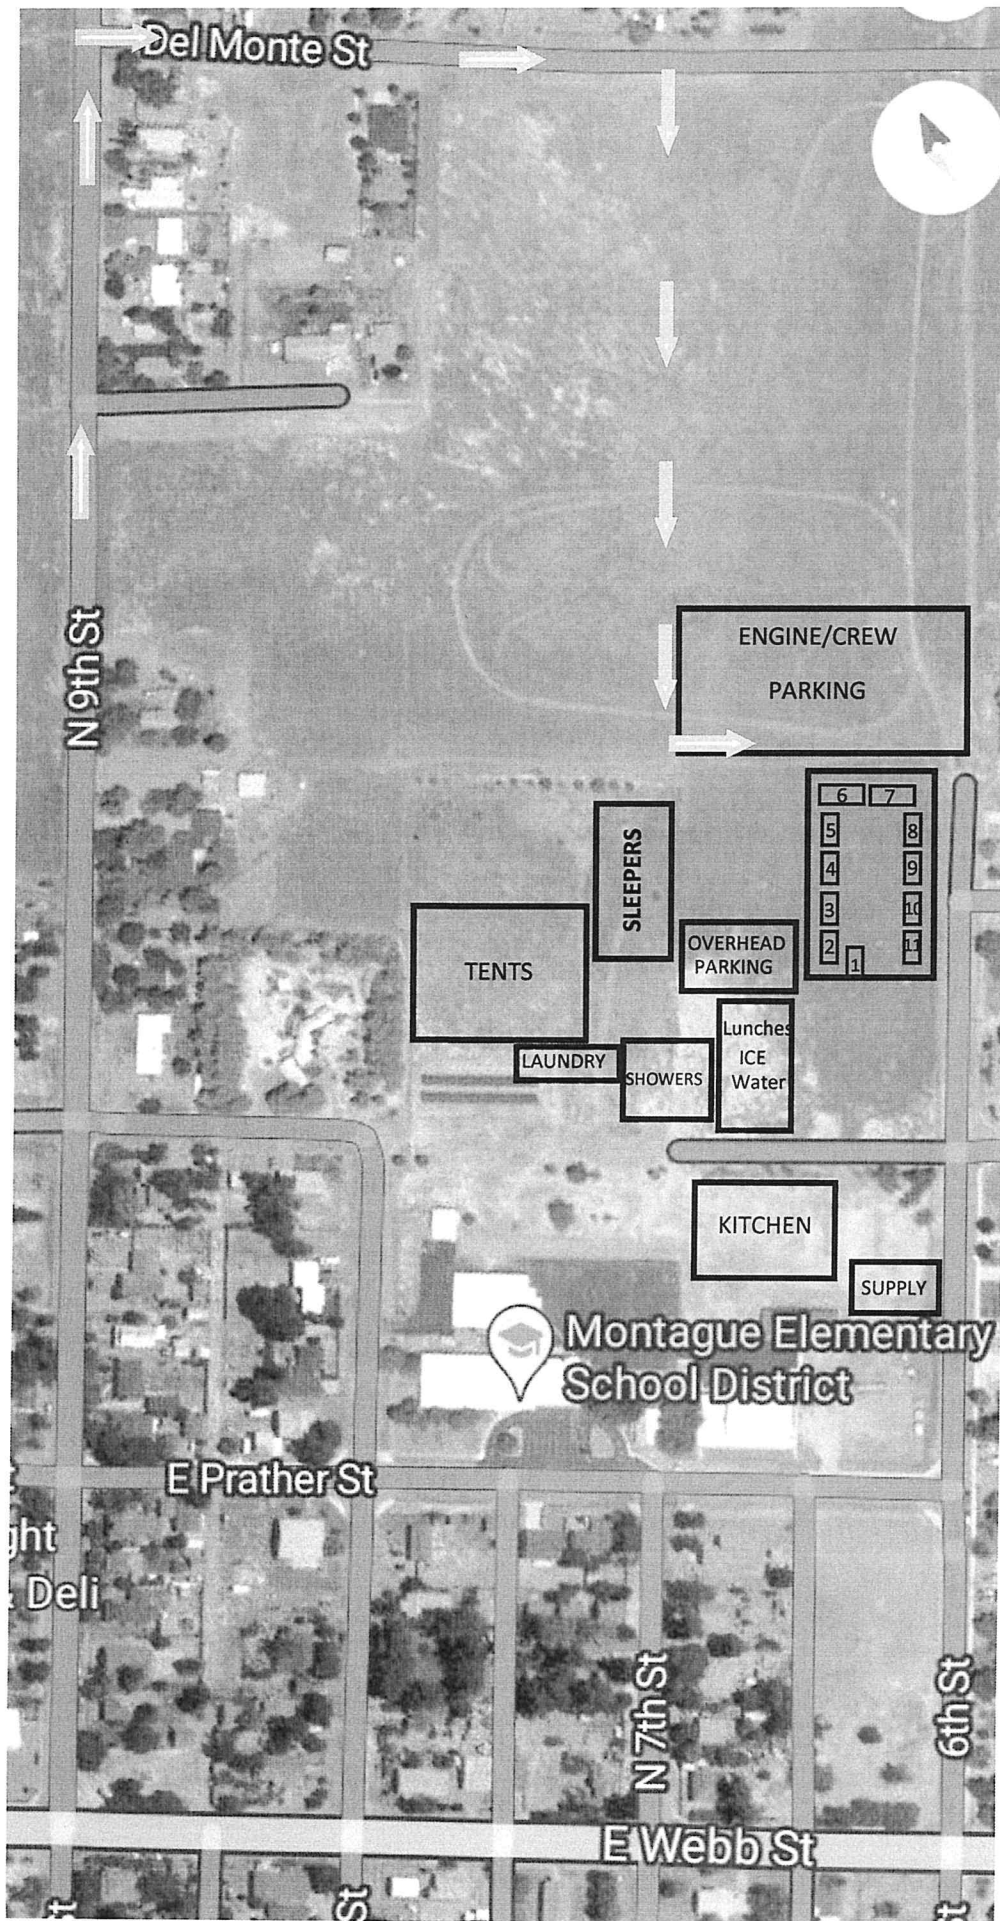 Del Monte St
N 9th St
ENGINE/CREW
PARKING
6
7
5
8
4
9
3
10
2
11
1
SLEEPERS
TENTS
OVERHEAD
PARKING
Lunches
ICE
Water
LAUNDRY
SHOWERS
KITCHEN
SUPPLY
Montague Elementary
School District
E Prather St
ght
Deli
N 7th St
6th St
E Webb St
St